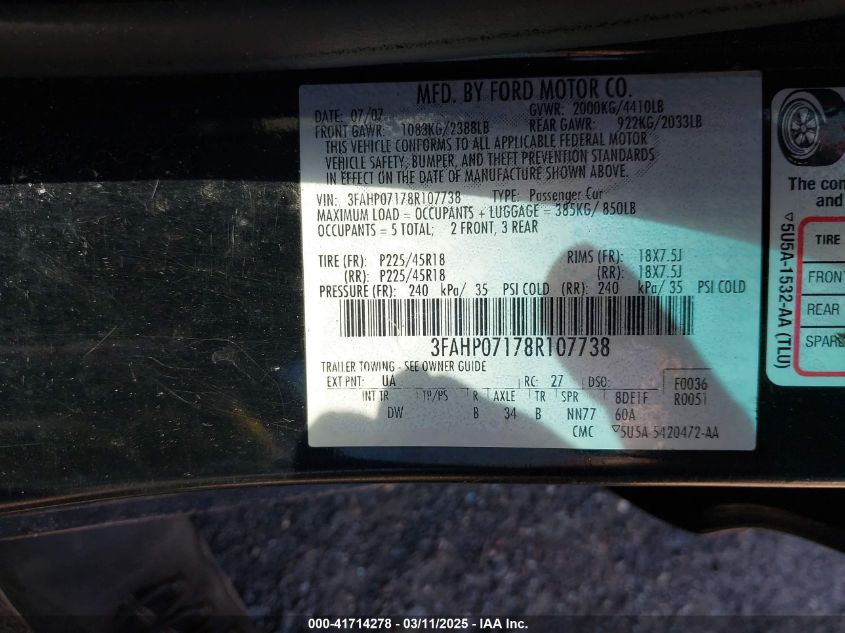 MFD. BY FORD MOTOR CO.
DATE: 07/07 GVWR: 2000KG/4410LB
FRONT GAWR: 1083KG/2388LB REAR GAWR: 922KG/2033LB
THIS VEHICLE CONFORMS TO ALL APPLICABLE FEDERAL MOTOR
VEHICLE SAFETY, BUMPER, AND THEFT PREVENTION STANDARDS
IN EFFECT ON THE DATE OF MANUFACTURE SHOWN ABOVE.
VIN: 3FAHP07178R107738 TYPE: Passenger Car
MAXIMUM LOAD = OCCUPANTS + LUGGAGE = 385KG/ 850LB
OCCUPANTS = 5 TOTAL; 2 FRONT, 3 REAR
TIRE (FR): P225/45R18 RIMS (FR): 18X7.5J
(RR): P225/45R18 (RR): 18X7.5J
PRESSURE (FR): 240 kPa/ 35 PSI COLD (RR): 240 kPa/ 35 PSI COLD
3FAHP07178R107738
TRAILER TOWING - SEE OWNER GUIDE
EXT PNT: UA RC: 27 DSO: F0036
INT TR TP/PS R AXLE TR SPR 8DE1F R0051
DW B 34 B NN77 60A
CMC ▽5U5A-5420472-AA
▽5U5A-1532-AA (TLU)
The
and
TIRE
FRONT
REAR
000-41714278 - 03/11/2025 - IAA Inc.